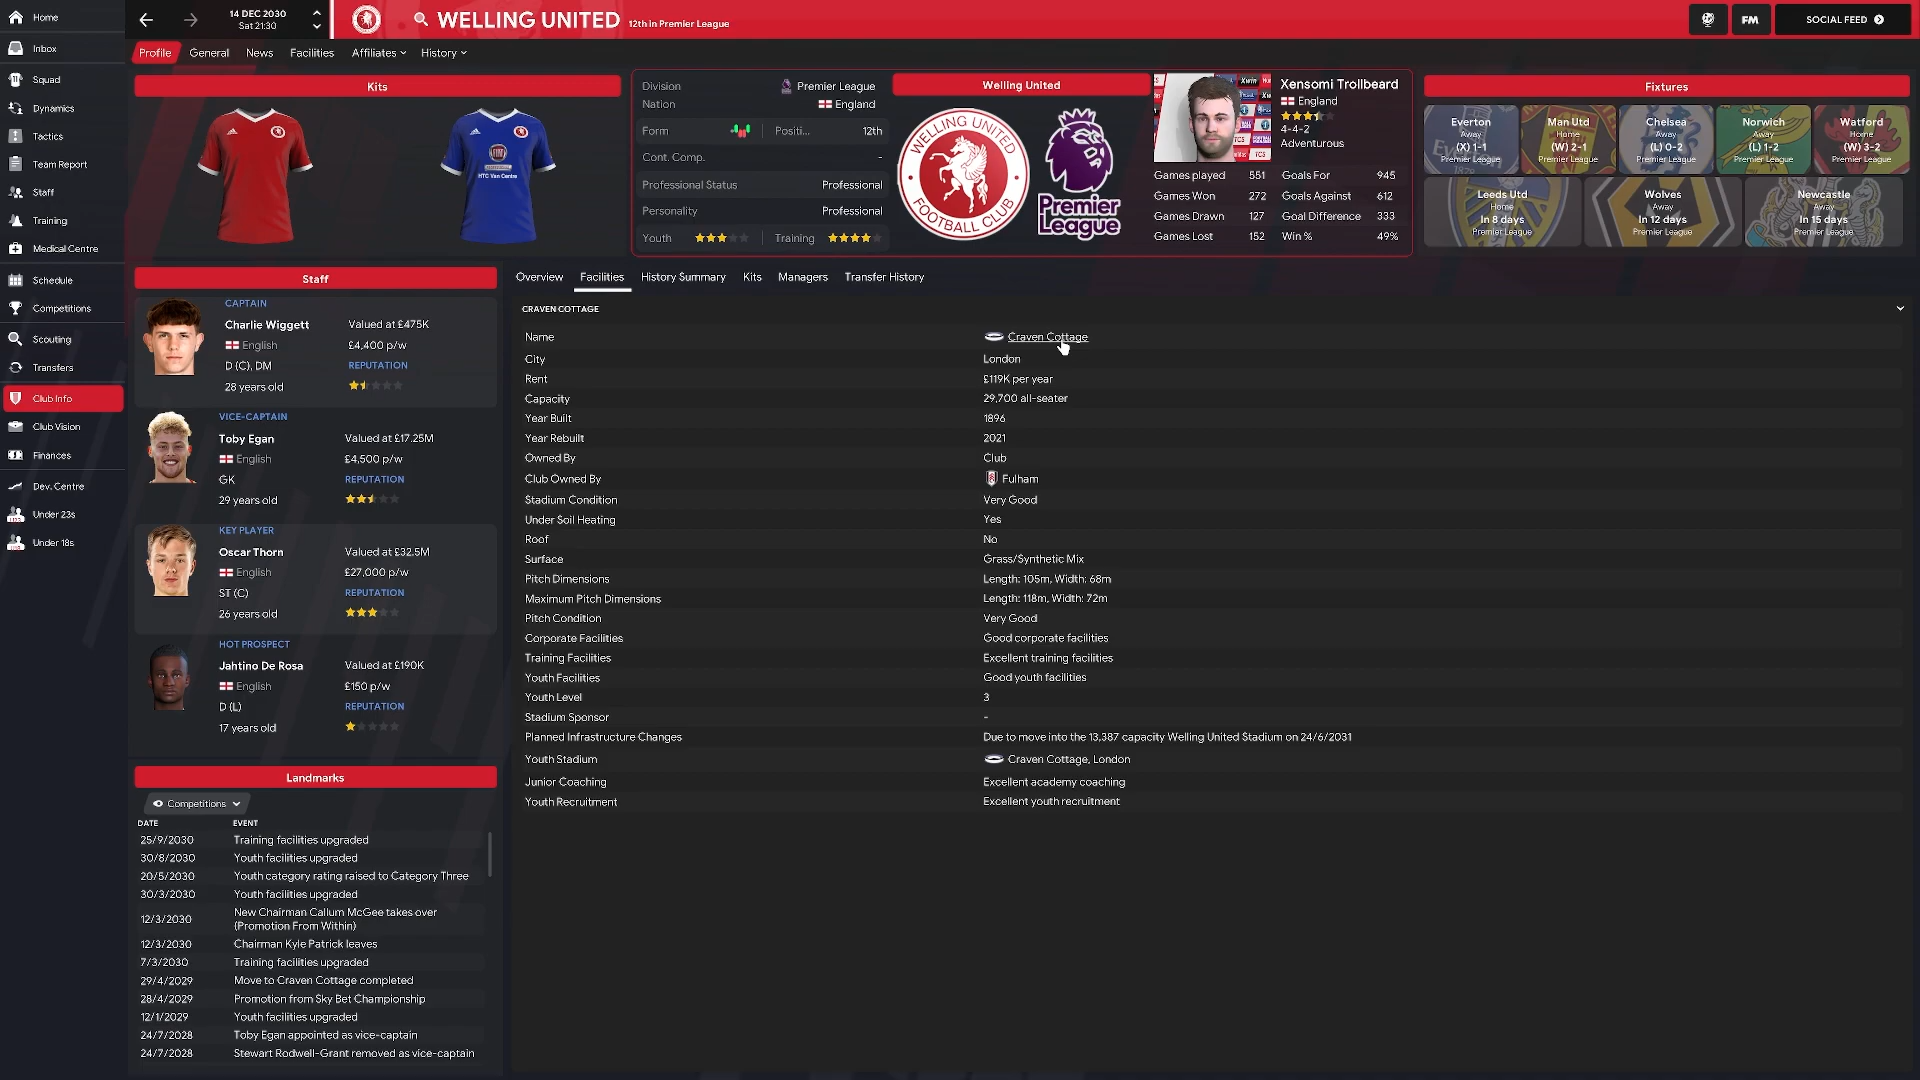 Home
Inbox
Squad
Dynamics
Tactics
Team Report
Staff
Training
Medical Centre
Schedule
Competitions
Scouting
Transfers
Club Info
Club Vision
Finances
Dev. Centre
Under 23s
Under 18s
14 DEC 2030
Sat 21:30
WELLING UNITED
12th in Premier League
FM
SOCIAL FEED
Profile
General
News
Facilities
Affiliates
History
Kits
HTC Van Centre
Division Premier League
Nation England
Form Positi... 12th
Cont. Comp. -
Professional Status Professional
Personality Professional
Youth Training
Welling United
WELLING UNITED
FOOTBALL CLUB
Premier League
Xensomi Trollbeard
England
4-4-2
Adventurous
Games played 551 Goals For 945
Games Won 272 Goals Against 612
Games Drawn 127 Goal Difference 333
Games Lost 152 Win % 49%
Fixtures
Everton
Away
(X) 1-1
Premier League
Man Utd
Home
(W) 2-1
Premier League
Chelsea
Away
(L) 0-2
Premier League
Norwich
Away
(L) 1-2
Premier League
Watford
Home
(W) 3-2
Premier League
Leeds Utd
Home
In 8 days
Premier League
Wolves
Away
In 12 days
Premier League
Newcastle
Away
In 15 days
Premier League
Staff
CAPTAIN
Charlie Wiggett Valued at £475K
English £4,400 p/w
D (C), DM REPUTATION
28 years old
VICE-CAPTAIN
Toby Egan Valued at £17.25M
English £4,500 p/w
GK REPUTATION
29 years old
KEY PLAYER
Oscar Thorn Valued at £32.5M
English £27,000 p/w
ST (C) REPUTATION
26 years old
HOT PROSPECT
Jahtino De Rosa Valued at £190K
English £150 p/w
D (L) REPUTATION
17 years old
Landmarks
Competitions
DATE EVENT
25/9/2030 Training facilities upgraded
30/8/2030 Youth facilities upgraded
20/5/2030 Youth category rating raised to Category Three
30/3/2030 Youth facilities upgraded
12/3/2030 New Chairman Callum McGee takes over
(Promotion From Within)
12/3/2030 Chairman Kyle Patrick leaves
7/3/2030 Training facilities upgraded
29/4/2029 Move to Craven Cottage completed
28/4/2029 Promotion from Sky Bet Championship
12/1/2029 Youth facilities upgraded
24/7/2028 Toby Egan appointed as vice-captain
24/7/2028 Stewart Rodwell-Grant removed as vice-captain
Overview
Facilities
History Summary
Kits
Managers
Transfer History
CRAVEN COTTAGE
Name Craven Cottage
City London
Rent £119K per year
Capacity 29,700 all-seater
Year Built 1896
Year Rebuilt 2021
Owned By Club
Club Owned By Fulham
Stadium Condition Very Good
Under Soil Heating Yes
Roof No
Surface Grass/Synthetic Mix
Pitch Dimensions Length: 105m, Width: 68m
Maximum Pitch Dimensions Length: 118m, Width: 72m
Pitch Condition Very Good
Corporate Facilities Good corporate facilities
Training Facilities Excellent training facilities
Youth Facilities Good youth facilities
Youth Level 3
Stadium Sponsor -
Planned Infrastructure Changes Due to move into the 13,387 capacity Welling United Stadium on 24/6/2031
Youth Stadium Craven Cottage, London
Junior Coaching Excellent academy coaching
Youth Recruitment Excellent youth recruitment